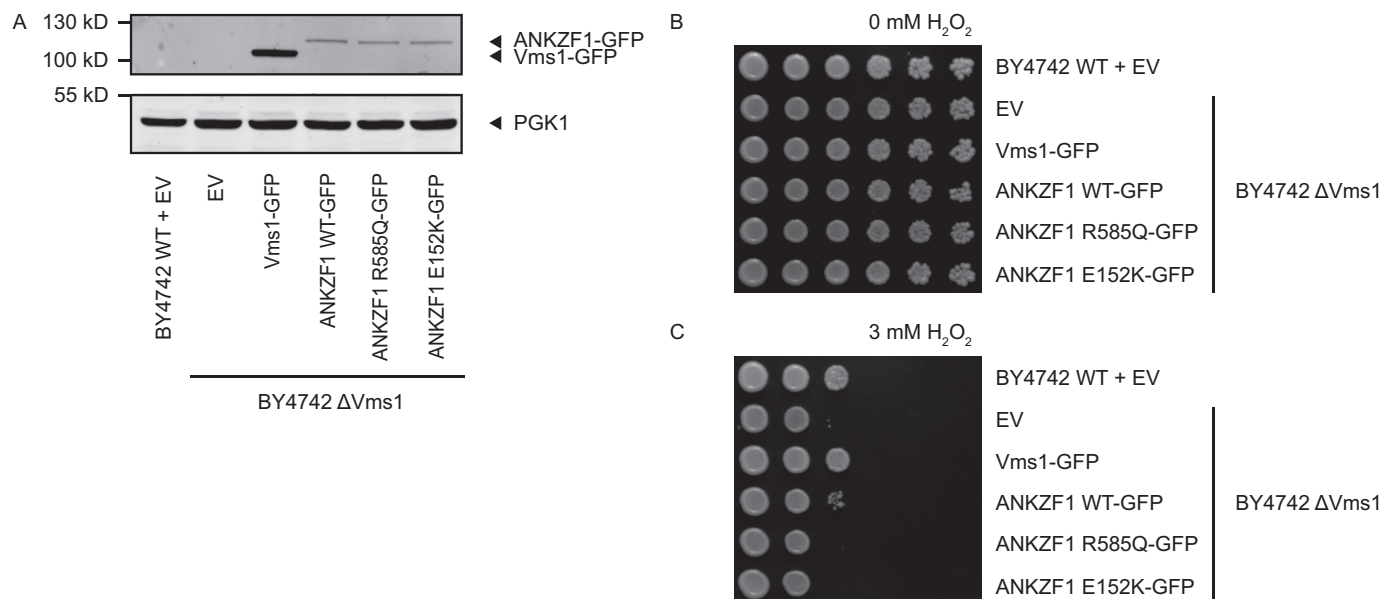 A
130 kD
100 kD
ANKZF1-GFP
Vms1-GFP
55 kD
PGK1
BY4742 WT + EV
EV
Vms1-GFP
ANKZF1 WT-GFP
ANKZF1 R585Q-GFP
ANKZF1 E152K-GFP
BY4742 ΔVms1
B
0 mM H₂O₂
BY4742 WT + EV
EV
Vms1-GFP
ANKZF1 WT-GFP
ANKZF1 R585Q-GFP
ANKZF1 E152K-GFP
BY4742 ΔVms1
C
3 mM H₂O₂
BY4742 WT + EV
EV
Vms1-GFP
ANKZF1 WT-GFP
ANKZF1 R585Q-GFP
ANKZF1 E152K-GFP
BY4742 ΔVms1